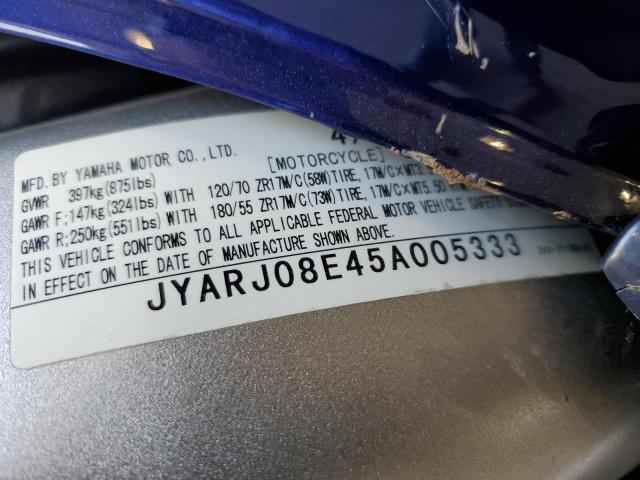 MFD.BY YAMAHA MOTOR CO.,LTD.
[MOTORCYCLE]
GVWR 397kg(875lbs)
GAWR F:147kg(324lbs) WITH 120/70 ZR17M/C(58W)TIRE, 17M/C×MT3.
GAWR R:250kg(551lbs) WITH 180/55 ZR17M/C(73W)TIRE, 17M/C×MT5.50
THIS VEHICLE CONFORMS TO ALL APPLICABLE FEDERAL MOTOR VEHICLE SAFETY
IN EFFECT ON THE DATE OF MANUFACTURE SHOWN ABOVE.
JYARJ08E45A005333